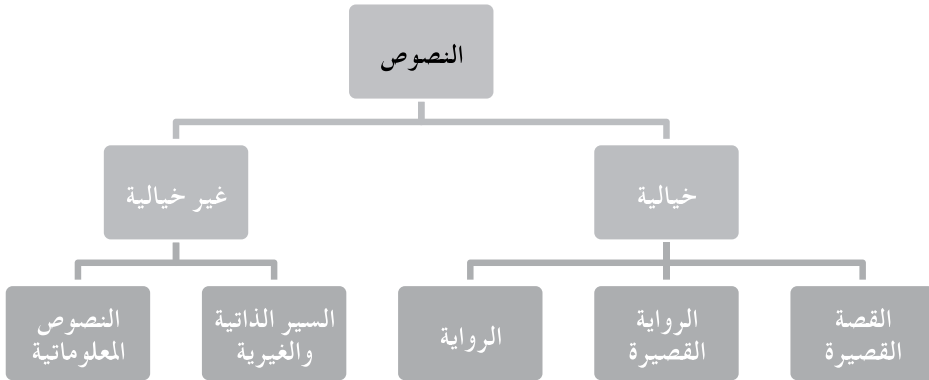 النصوص
خيالية
غير خيالية
القصة
القصيرة
الرواية
القصيرة
الرواية
السير الذاتية
والغيرية
النصوص
المعلوماتية